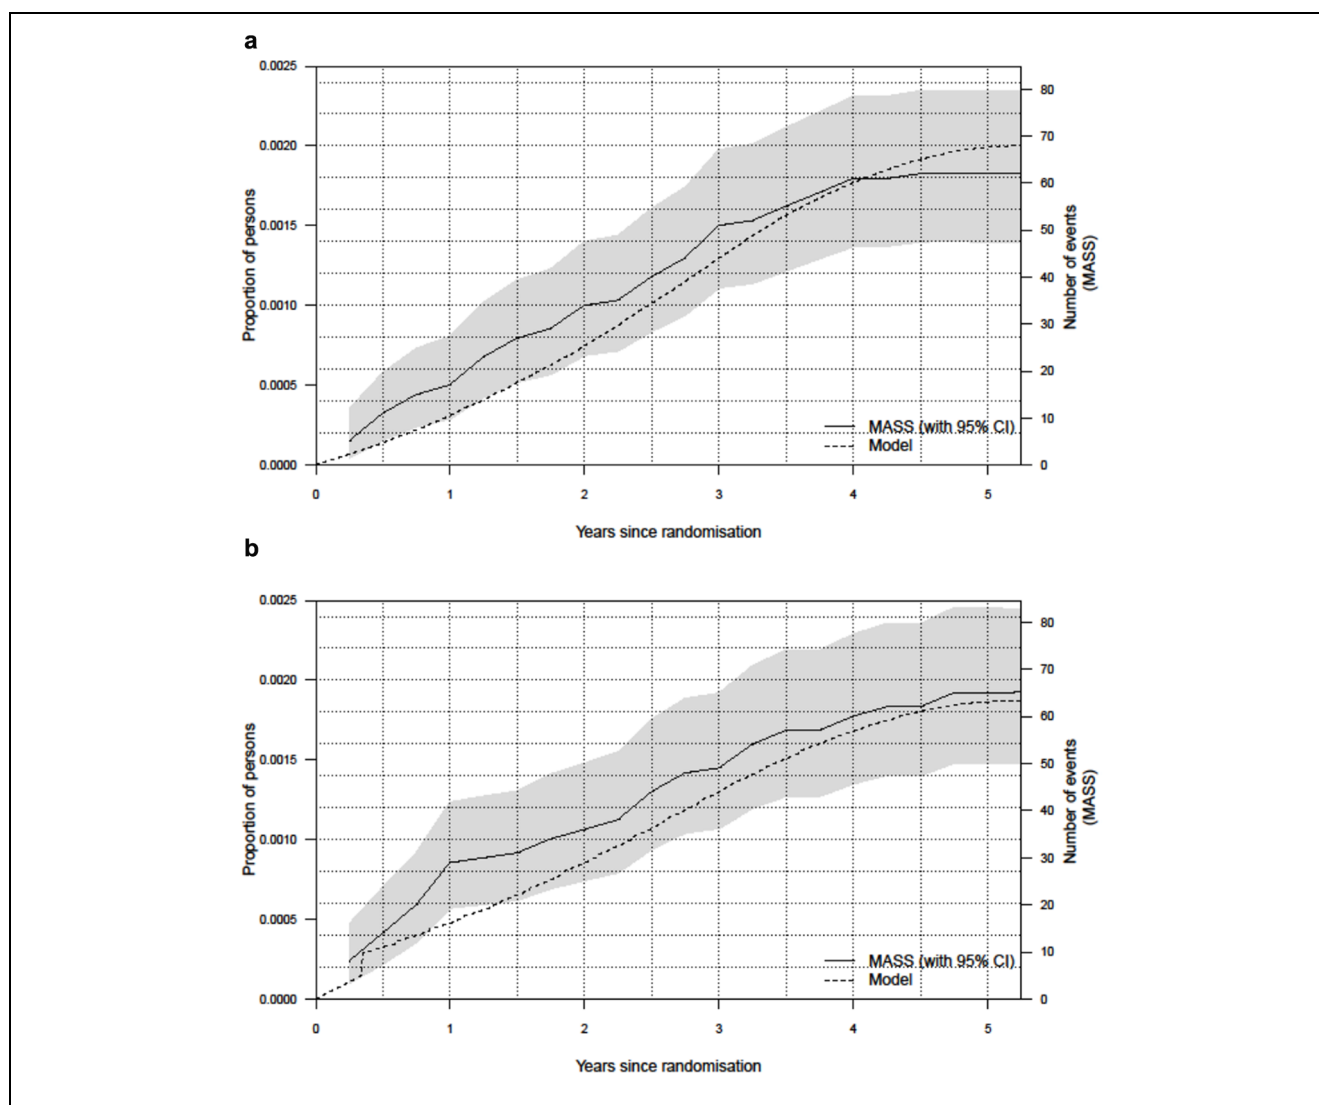 a
0.0025
0.0020
0.0015
0.0010
0.0005
0.0000
Proportion of persons
80
70
60
50
40
30
20
10
0
Number of events
(MASS)
MASS (with 95% CI)
Model
0 1 2 3 4 5
Years since randomisation
b
0.0025
0.0020
0.0015
0.0010
0.0005
0.0000
Proportion of persons
80
70
60
50
40
30
20
10
0
Number of events
(MASS)
MASS (with 95% CI)
Model
0 1 2 3 4 5
Years since randomisation